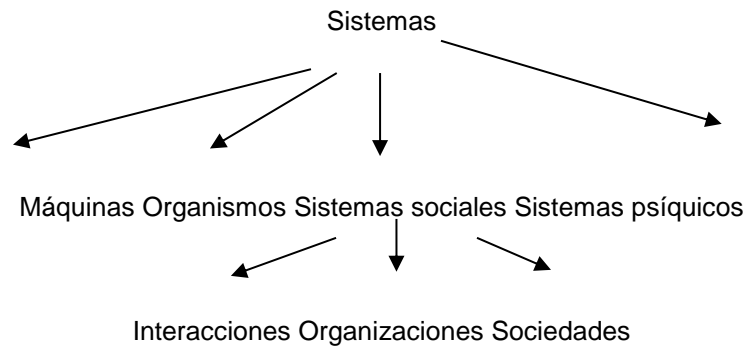 Sistemas
Máquinas Organismos Sistemas sociales Sistemas psíquicos
Interacciones Organizaciones Sociedades